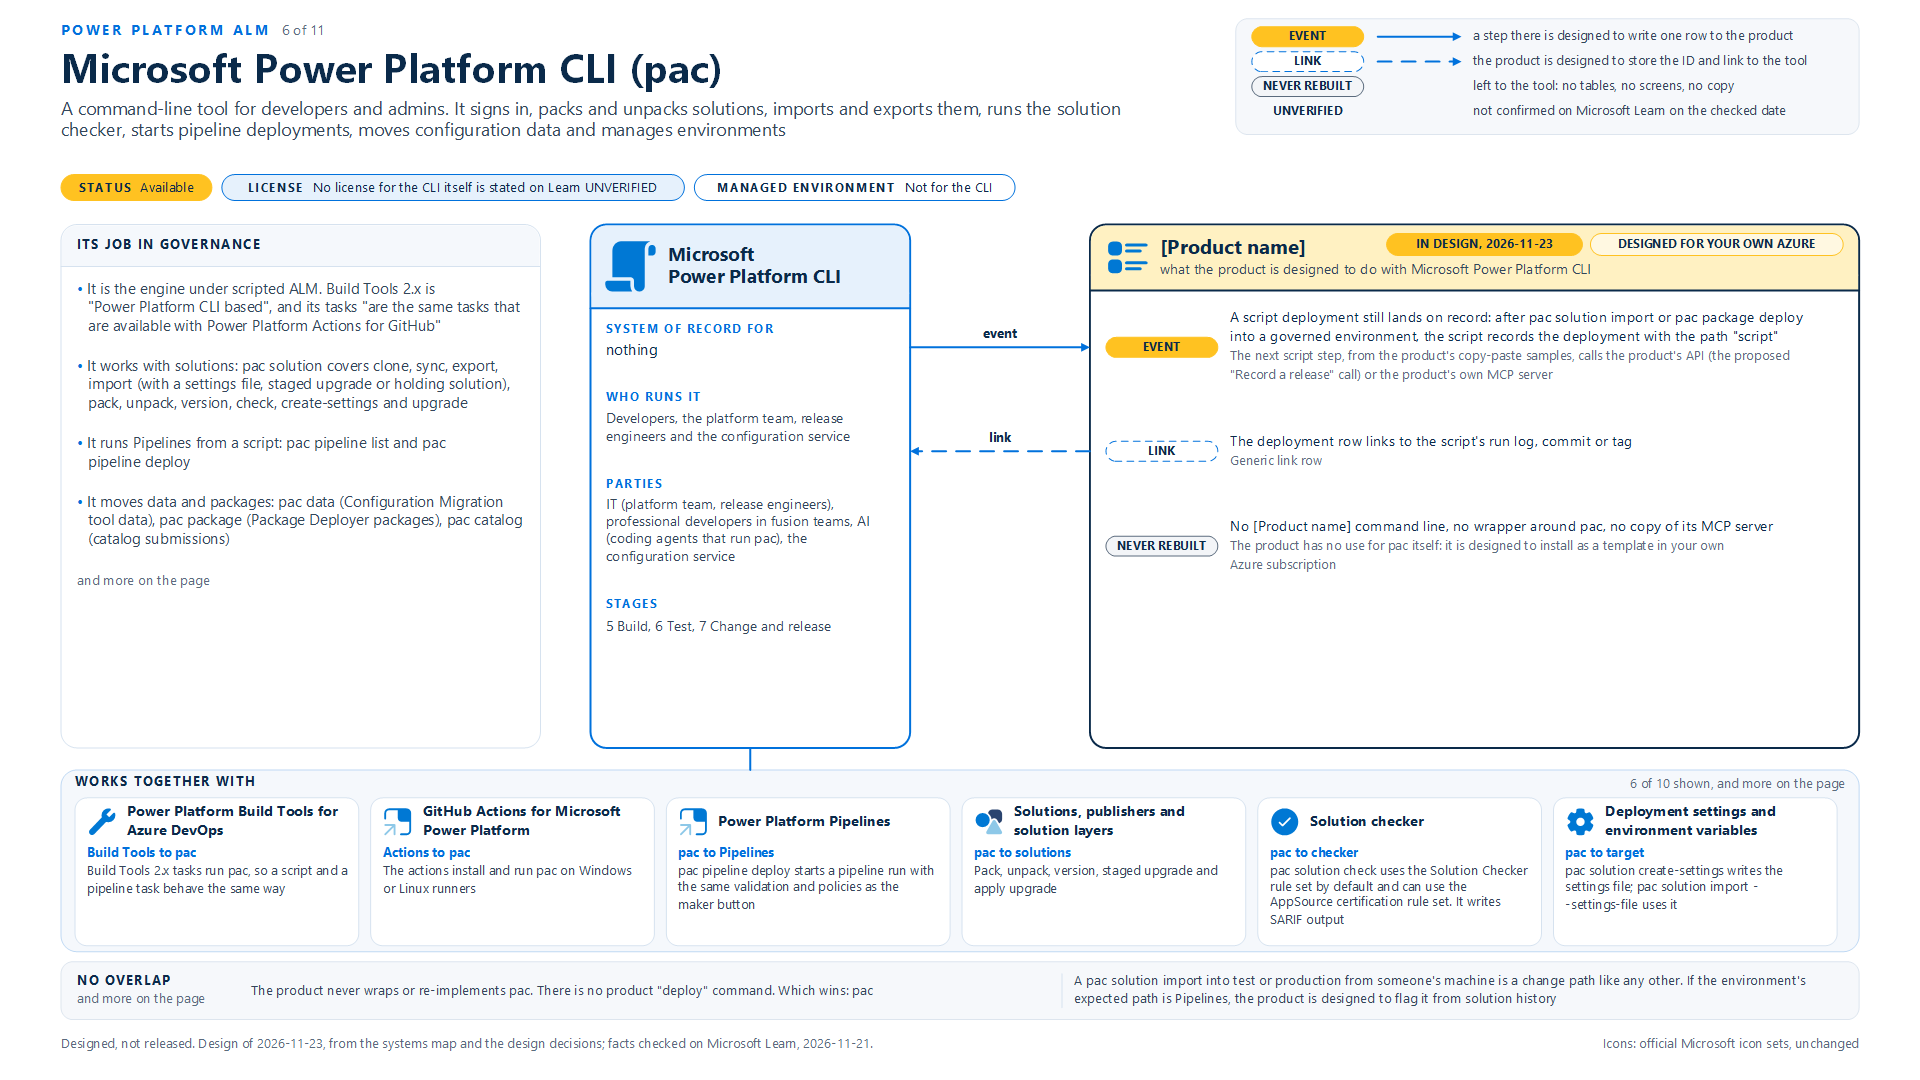 POWER PLATFORM ALM 6 of 11
Microsoft Power Platform CLI (pac)
A command-line tool for developers and admins. It signs in, packs and unpacks solutions, imports and exports them, runs the solution
checker, starts pipeline deployments, moves configuration data and manages environments
EVENT a step there is designed to write one row to the product
LINK the product is designed to store the ID and link to the tool
NEVER REBUILT left to the tool: no tables, no screens, no copy
UNVERIFIED not confirmed on Microsoft Learn on the checked date
STATUS Available
LICENSE No license for the CLI itself is stated on Learn UNVERIFIED
MANAGED ENVIRONMENT Not for the CLI
ITS JOB IN GOVERNANCE
• It is the engine under scripted ALM. Build Tools 2.x is
"Power Platform CLI based", and its tasks "are the same tasks that
are available with Power Platform Actions for GitHub"
• It works with solutions: pac solution covers clone, sync, export,
import (with a settings file, staged upgrade or holding solution),
pack, unpack, version, check, create-settings and upgrade
• It runs Pipelines from a script: pac pipeline list and pac
pipeline deploy
• It moves data and packages: pac data (Configuration Migration
tool data), pac package (Package Deployer packages), pac catalog
(catalog submissions)
and more on the page
Microsoft
Power Platform CLI
SYSTEM OF RECORD FOR
nothing
WHO RUNS IT
Developers, the platform team, release
engineers and the configuration service
PARTIES
IT (platform team, release engineers),
professional developers in fusion teams, AI
(coding agents that run pac), the
configuration service
STAGES
5 Build, 6 Test, 7 Change and release
event
link
[Product name]
IN DESIGN, 2026-11-23
DESIGNED FOR YOUR OWN AZURE
what the product is designed to do with Microsoft Power Platform CLI
EVENT
A script deployment still lands on record: after pac solution import or pac package deploy
into a governed environment, the script records the deployment with the path "script"
The next script step, from the product's copy-paste samples, calls the product's API (the proposed
"Record a release" call) or the product's own MCP server
LINK
The deployment row links to the script's run log, commit or tag
Generic link row
NEVER REBUILT
No [Product name] command line, no wrapper around pac, no copy of its MCP server
The product has no use for pac itself: it is designed to install as a template in your own
Azure subscription
WORKS TOGETHER WITH
6 of 10 shown, and more on the page
Power Platform Build Tools for
Azure DevOps
Build Tools to pac
Build Tools 2.x tasks run pac, so a script and a
pipeline task behave the same way
GitHub Actions for Microsoft
Power Platform
Actions to pac
The actions install and run pac on Windows
or Linux runners
Power Platform Pipelines
pac to Pipelines
pac pipeline deploy starts a pipeline run with
the same validation and policies as the
maker button
Solutions, publishers and
solution layers
pac to solutions
Pack, unpack, version, staged upgrade and
apply upgrade
Solution checker
pac to checker
pac solution check uses the Solution Checker
rule set by default and can use the
AppSource certification rule set. It writes
SARIF output
Deployment settings and
environment variables
pac to target
pac solution create-settings writes the
settings file; pac solution import -
-settings-file uses it
NO OVERLAP
and more on the page
The product never wraps or re-implements pac. There is no product "deploy" command. Which wins: pac
A pac solution import into test or production from someone's machine is a change path like any other. If the environment's
expected path is Pipelines, the product is designed to flag it from solution history
Designed, not released. Design of 2026-11-23, from the systems map and the design decisions; facts checked on Microsoft Learn, 2026-11-21.
Icons: official Microsoft icon sets, unchanged